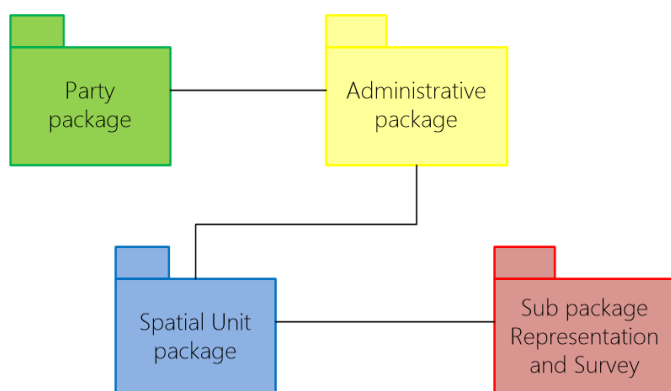 Party
package
Administrative
package
Spatial Unit
package
Sub package
Representation
and Survey